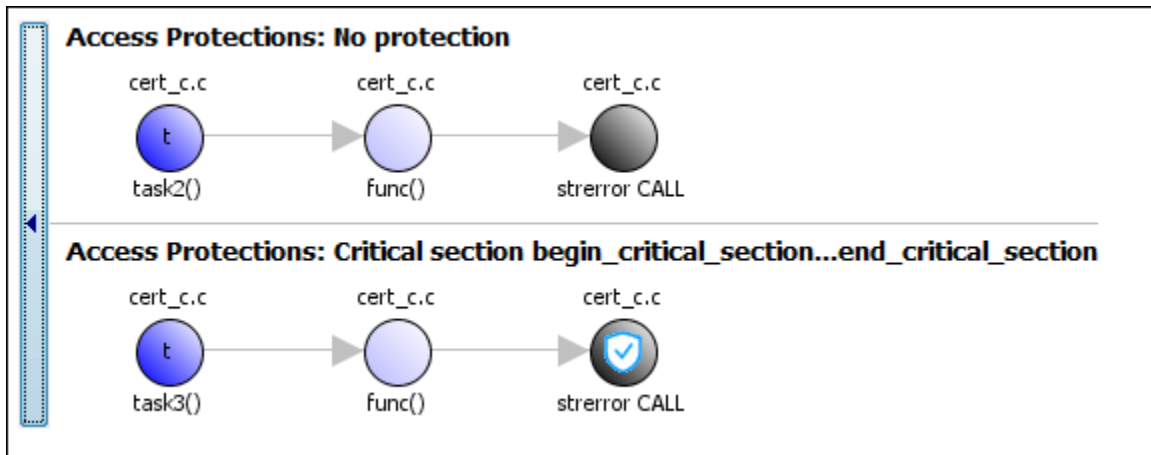 Access Protections: No protection
cert_c.c cert_c.c cert_c.c
t
task2() func() strerror CALL
Access Protections: Critical section begin_critical_section...end_critical_section
cert_c.c cert_c.c cert_c.c
t
task3() func() strerror CALL